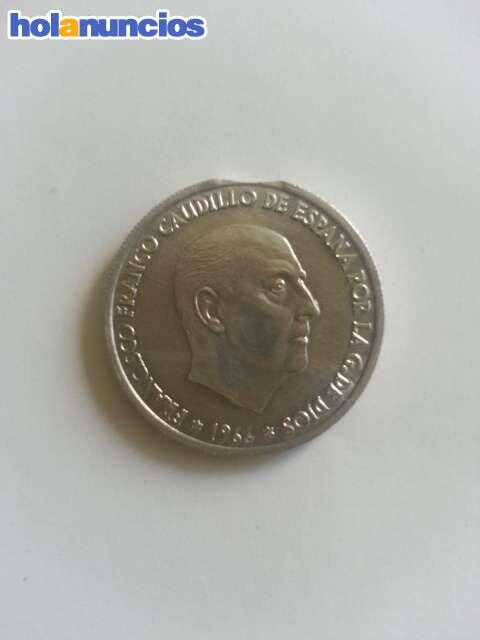 holanuncios
FRANCISCO FRANCO CAUDILLO DE ESPAÑA POR LA G. DE DIOS
* 1966 *